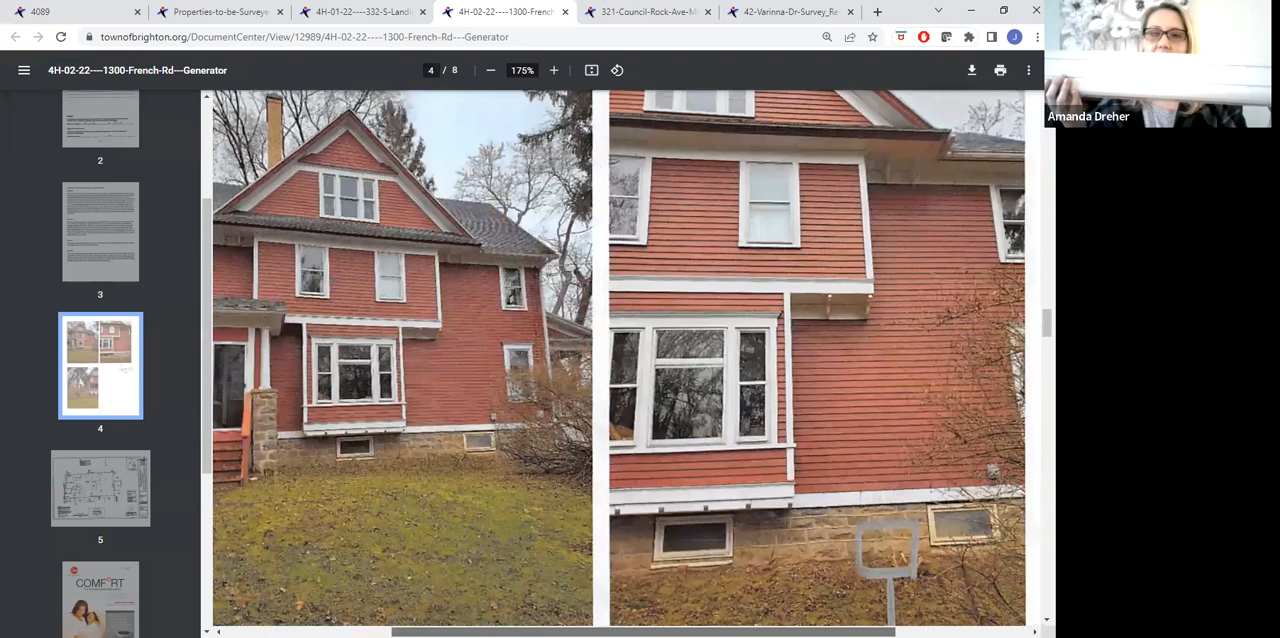 4089
Properties-to-be-Surveye
4H-01-22----332-S-Landi
4H-02-22----1300-French
321-Council-Rock-Ave-M
42-Varinna-Dr-Survey_Re
townofbrighton.org/DocumentCenter/View/12989/4H-02-22----1300-French-Rd---Generator
J
4H-02-22----1300-French-Rd---Generator
4 / 8
175%
2
3
4
5
COMFORT
Amanda Dreher